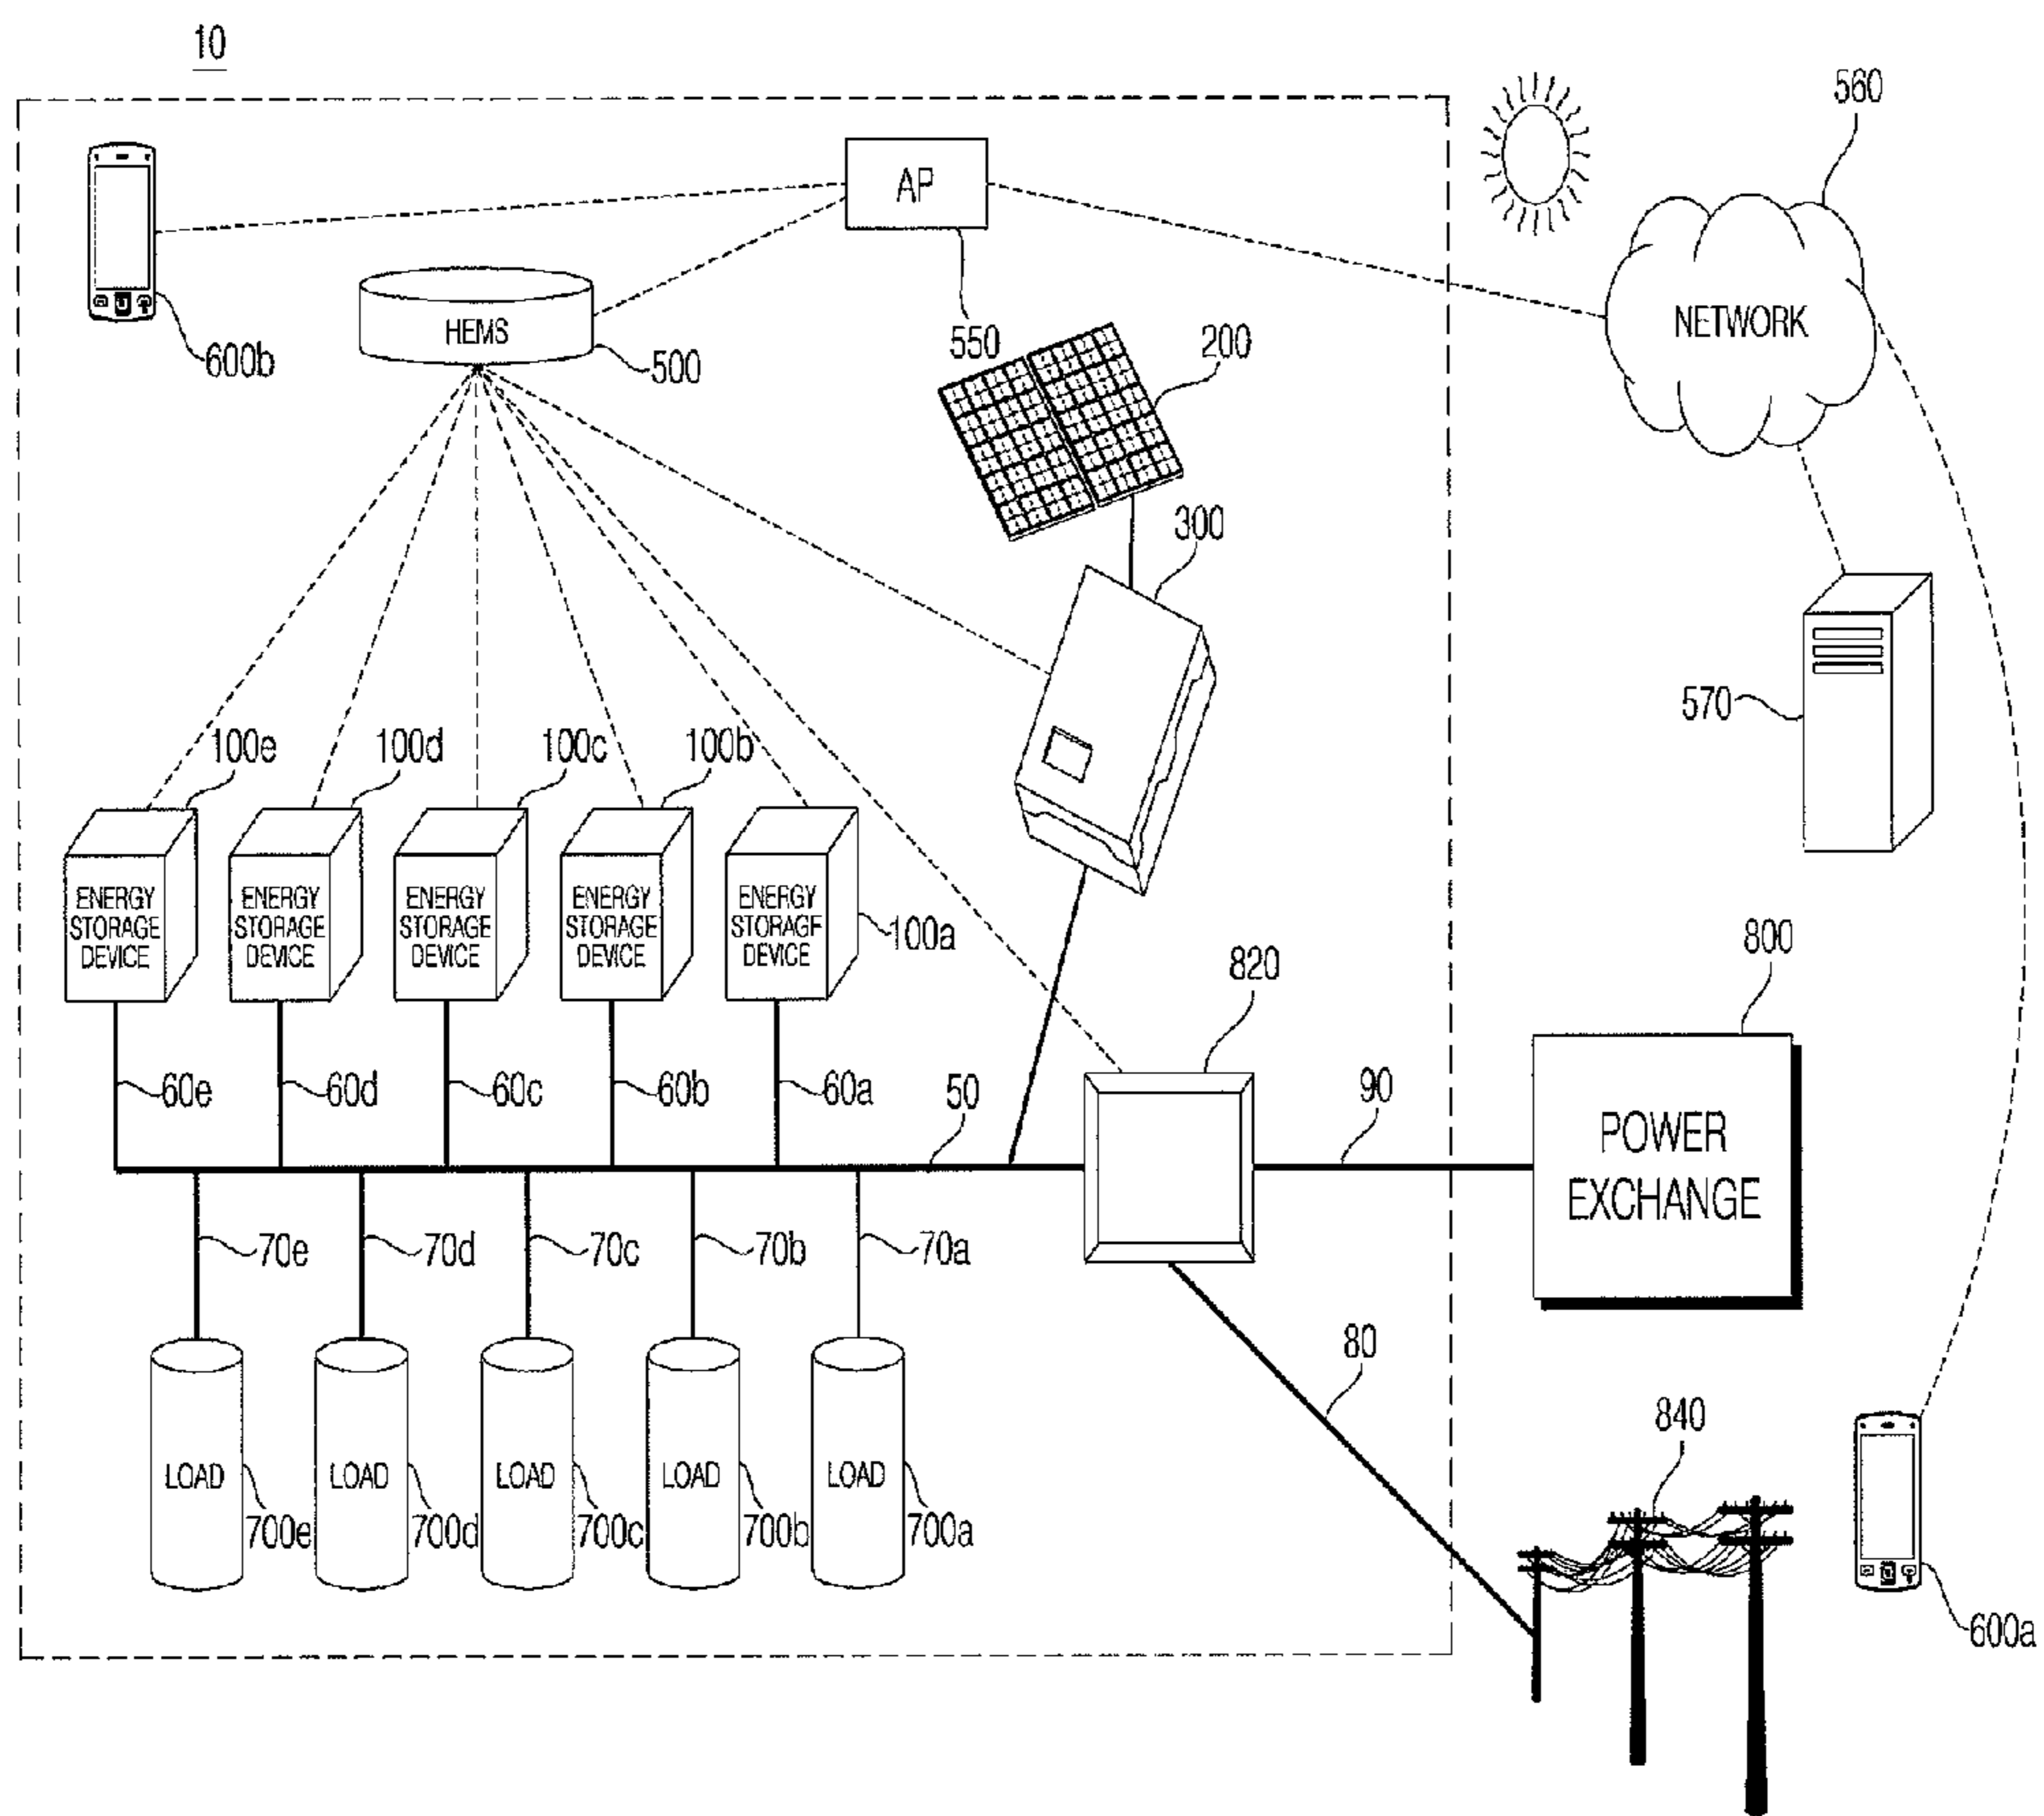 10
560
AP
NETWORK
HEMS
600b
500
550
200
300
570
100e
100d
100c
100b
ENERGY
STORAGE
DEVICE
ENERGY
STORAGE
DEVICE
ENERGY
STORAGE
DEVICE
ENERGY
STORAGE
DEVICE
ENERGY
STORAGE
DEVICE
100a
820
800
60e
60d
60c
60b
60a
50
90
POWER
EXCHANGE
70e
70d
70c
70b
70a
80
840
LOAD
LOAD
LOAD
LOAD
LOAD
700e
700d
700c
700b
700a
600a